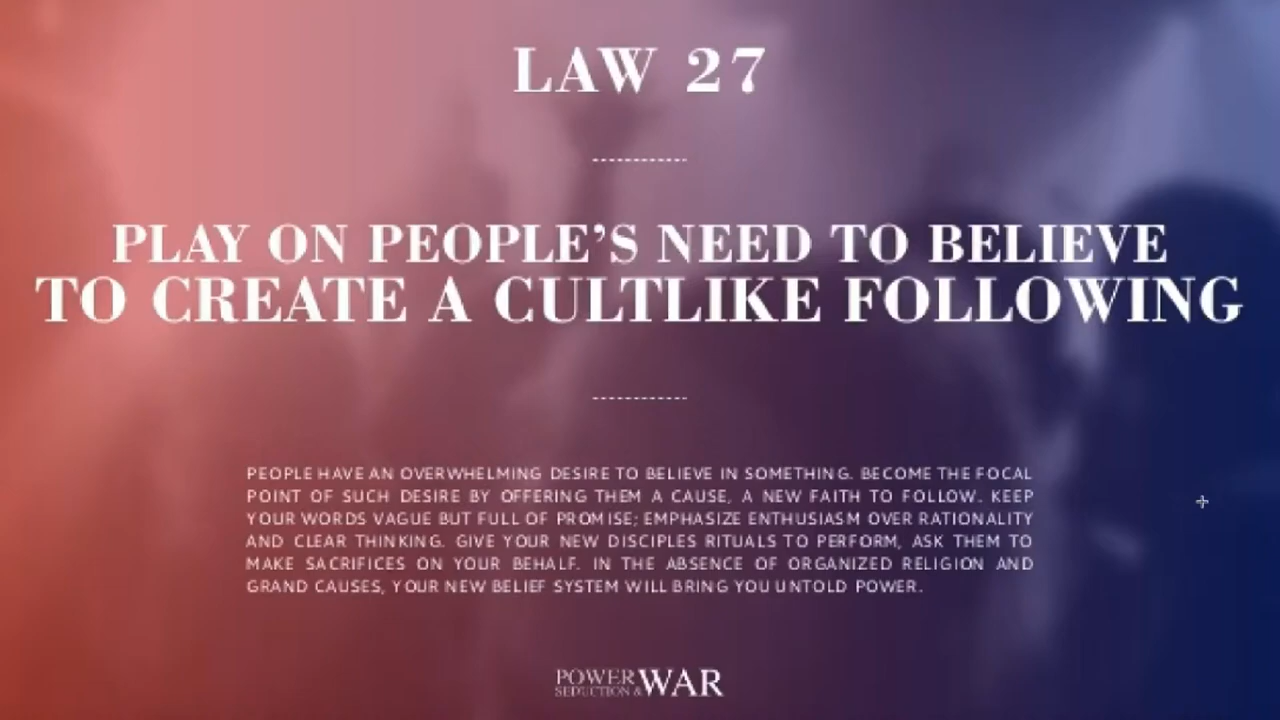 LAW 27
PLAY ON PEOPLE'S NEED TO BELIEVE
TO CREATE A CULTLIKE FOLLOWING
PEOPLE HAVE AN OVERWHELMING DESIRE TO BELIEVE IN SOMETHING. BECOME THE FOCAL
POINT OF SUCH DESIRE BY OFFERING THEM A CAUSE, A NEW FAITH TO FOLLOW. KEEP
YOUR WORDS VAGUE BUT FULL OF PROMISE; EMPHASIZE ENTHUSIASM OVER RATIONALITY
AND CLEAR THINKING. GIVE YOUR NEW DISCIPLES RITUALS TO PERFORM, ASK THEM TO
MAKE SACRIFICES ON YOUR BEHALF. IN THE ABSENCE OF ORGANIZED RELIGION AND
GRAND CAUSES, YOUR NEW BELIEF SYSTEM WILL BRING YOU UNTOLD POWER.
POWER
SEDUCTION & WAR